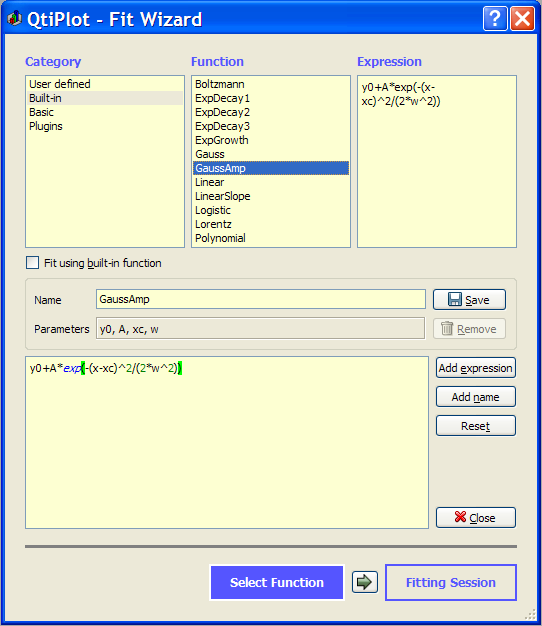 QtiPlot - Fit Wizard
Category
Function
Expression
User defined
Built-in
Basic
Plugins
Boltzmann
ExpDecay1
ExpDecay2
ExpDecay3
ExpGrowth
Gauss
GaussAmp
Linear
LinearSlope
Logistic
Lorentz
Polynomial
y0+A*exp(-(x-
xc)^2/(2*w^2))
Fit using built-in function
Name
GaussAmp
Save
Parameters
y0, A, xc, w
Remove
y0+A*exp(-(x-xc)^2/(2*w^2))
Add expression
Add name
Reset
Close
Select Function
Fitting Session